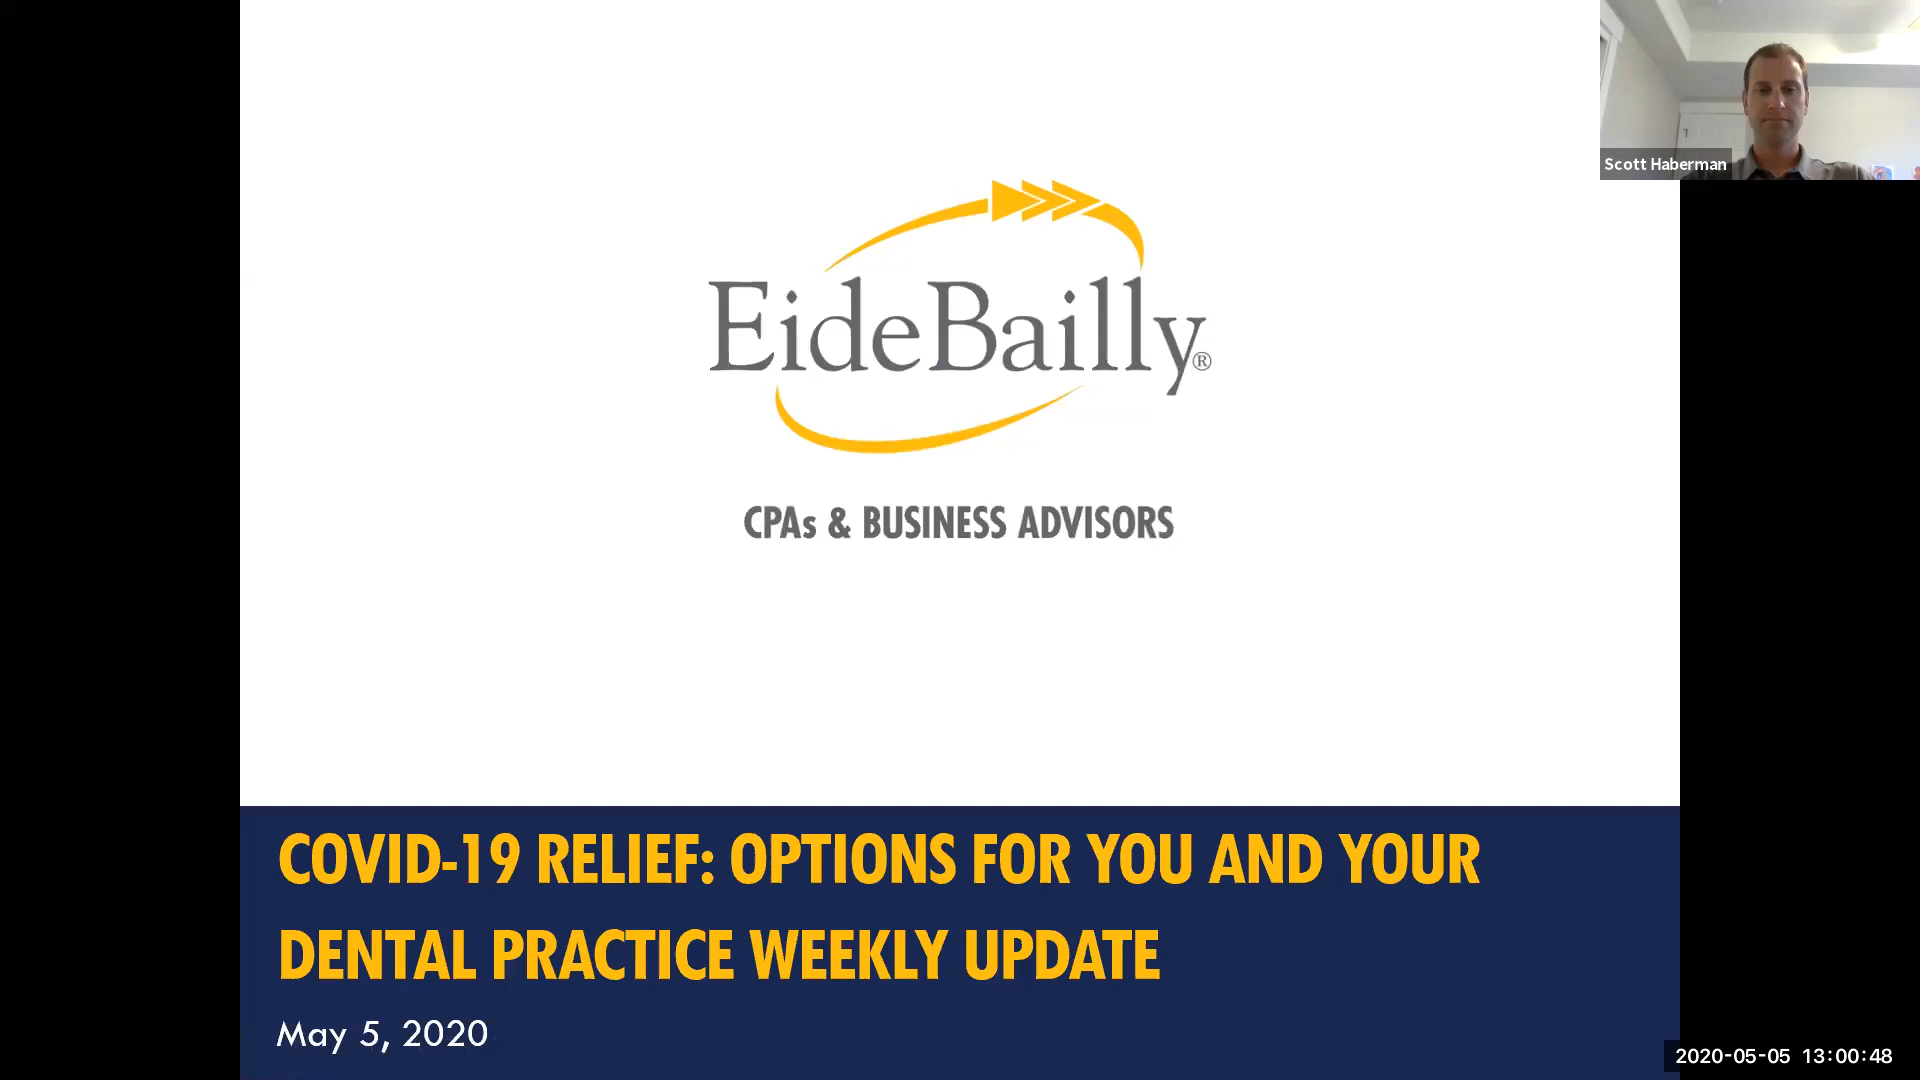 Scott Haberman
EideBailly®
CPAs & BUSINESS ADVISORS
COVID-19 RELIEF: OPTIONS FOR YOU AND YOUR
DENTAL PRACTICE WEEKLY UPDATE
May 5, 2020
2020-05-05 13:00:48